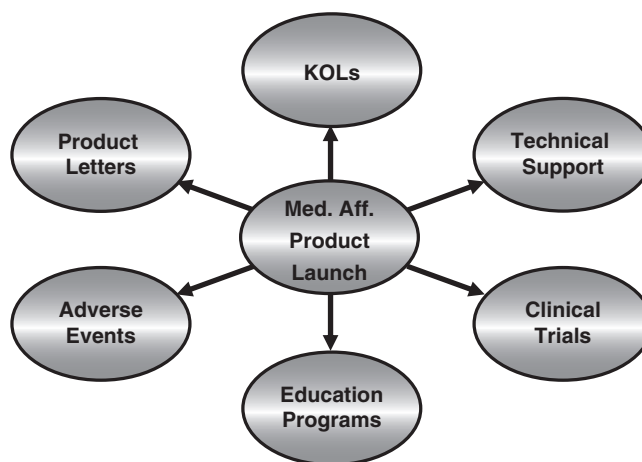 KOLs
Product
Letters
Technical
Support
Med. Aff.
Product
Launch
Adverse
Events
Clinical
Trials
Education
Programs